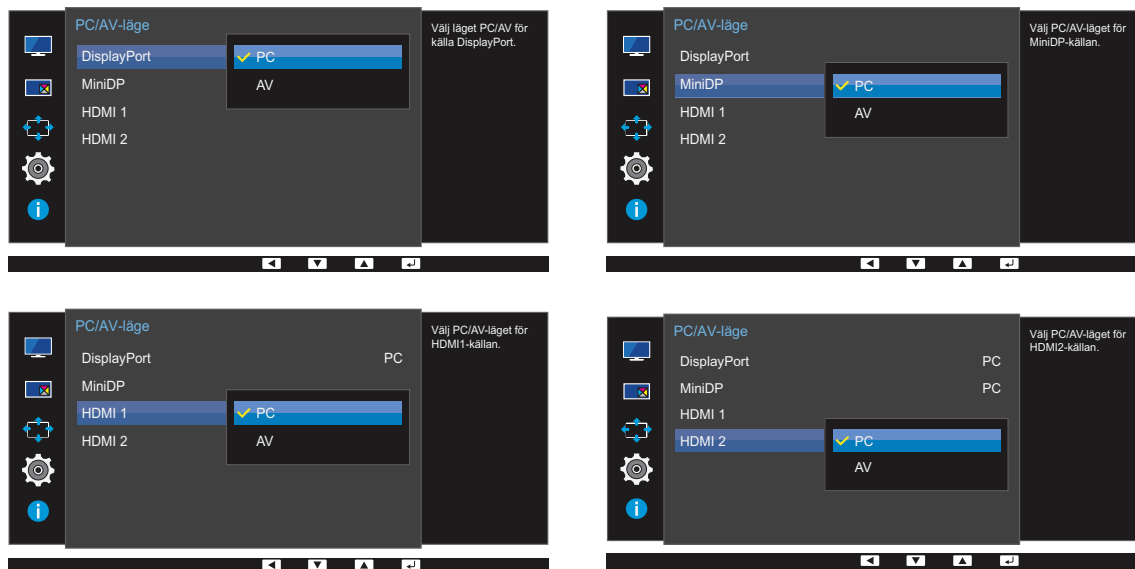 PC/AV-läge
DisplayPort
PC
MiniDP
AV
HDMI 1
HDMI 2
Välj läget PC/AV för
källa DisplayPort.
PC/AV-läge
DisplayPort
MiniDP
PC
HDMI 1
AV
HDMI 2
Välj PC/AV-läget för
MiniDP-källan.
PC/AV-läge
DisplayPort PC
MiniDP
HDMI 1
PC
HDMI 2
AV
Välj PC/AV-läget för
HDMI1-källan.
PC/AV-läge
DisplayPort PC
MiniDP PC
HDMI 1
HDMI 2
PC
AV
Välj PC/AV-läget för
HDMI2-källan.